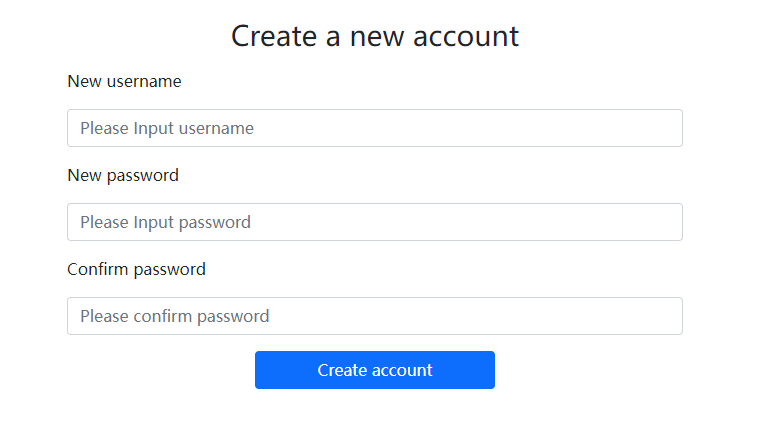 Create a new account
New username
Please Input username
New password
Please Input password
Confirm password
Please confirm password
Create account